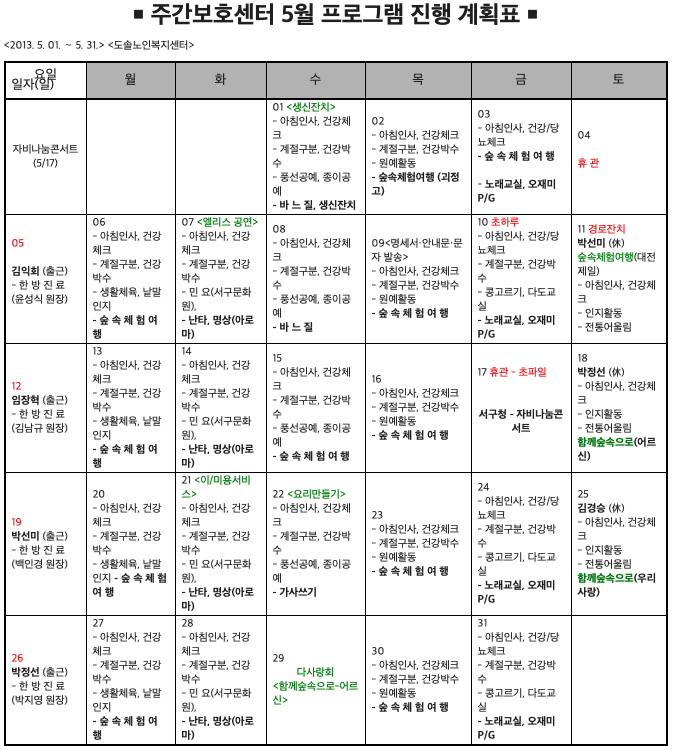 ▪ 주간보호센터 5월 프로그램 진행 계획표 ▪
<2013. 5. 01. ~ 5. 31.> <도솔노인복지센터>
요일
일자(일)
월
화
수
목
금
토
자비나눔콘서트
(5/17)
01 <생신잔치>
- 아침인사, 건강체
크
- 계절구분, 건강박
수
- 풍선공예, 종이공
예
- 바 느 질, 생신잔치
02
- 아침인사, 건강체크
- 계절구분, 건강박수
- 원예활동
- 숲속체험여행 (괴정
고)
03
- 아침인사, 건강/당
뇨체크
- 숲 속 체 험 여 행
- 노래교실, 오재미
P/G
04
휴 관
05
김익회 (출근)
- 한 방 진 료
(윤성식 원장)
06
- 아침인사, 건강
체크
- 계절구분, 건강
박수
- 생활체육, 낱말
인지
- 숲 속 체 험 여
행
07 <엘리스 공연>
- 아침인사, 건강
체크
- 계절구분, 건강
박수
- 민 요(서구문화
원),
- 난타, 명상(아로
마)
08
- 아침인사, 건강체
크
- 계절구분, 건강박
수
- 풍선공예, 종이공
예
- 바 느 질
09<명세서·안내문·문
자 발송>
- 아침인사, 건강체크
- 계절구분, 건강박수
- 원예활동
- 숲 속 체 험 여 행
10 초하루
- 아침인사, 건강/당
뇨체크
- 계절구분, 건강박
수
- 콩고르기, 다도교
실
- 노래교실, 오재미
P/G
11 경로잔치
박선미 (休)
숲속체험여행(대전
제일)
- 아침인사, 건강체
크
- 인지활동
- 전통어울림
12
임장혁 (출근)
- 한 방 진 료
(김남규 원장)
13
- 아침인사, 건강
체크
- 계절구분, 건강
박수
- 생활체육, 낱말
인지
- 숲 속 체 험 여
행
14
- 아침인사, 건강
체크
- 계절구분, 건강
박수
- 민 요(서구문화
원),
- 난타, 명상(아로
마)
15
- 아침인사, 건강체
크
- 계절구분, 건강박
수
- 풍선공예, 종이공
예
- 숲 속 체 험 여 행
16
- 아침인사, 건강체크
- 계절구분, 건강박수
- 원예활동
- 숲 속 체 험 여 행
17 휴관 - 초파일
서구청 - 자비나눔콘
서트
18
박정선 (休)
- 아침인사, 건강체
크
- 인지활동
- 전통어울림
함께숲속으로(어르
신)
19
박선미 (출근)
- 한 방 진 료
(백인경 원장)
20
- 아침인사, 건강
체크
- 계절구분, 건강
박수
- 생활체육, 낱말
인지 - 숲 속 체 험
여 행
21 <이/미용서비
스>
- 아침인사, 건강
체크
- 계절구분, 건강
박수
- 민 요(서구문화
원),
- 난타, 명상(아로
마)
22 <요리만들기>
- 아침인사, 건강체
크
- 계절구분, 건강박
수
- 풍선공예, 종이공
예
- 가사쓰기
23
- 아침인사, 건강체크
- 계절구분, 건강박수
- 원예활동
- 숲 속 체 험 여 행
24
- 아침인사, 건강/당
뇨체크
- 계절구분, 건강박
수
- 콩고르기, 다도교
실
- 노래교실, 오재미
P/G
25
김경승 (休)
- 아침인사, 건강체
크
- 인지활동
- 전통어울림
함께숲속으로(우리
사랑)
26
박정선 (출근)
- 한 방 진 료
(박지영 원장)
27
- 아침인사, 건강
체크
- 계절구분, 건강
박수
- 생활체육, 낱말
인지
- 숲 속 체 험 여
행
28
- 아침인사, 건강
체크
- 계절구분, 건강
박수
- 민 요(서구문화
원),
- 난타, 명상(아로
마)
29
다사랑회
<함께숲속으로-어르
신>
30
- 아침인사, 건강체크
- 계절구분, 건강박수
- 원예활동
- 숲 속 체 험 여 행
31
- 아침인사, 건강/당
뇨체크
- 계절구분, 건강박
수
- 콩고르기, 다도교
실
- 노래교실, 오재미
P/G